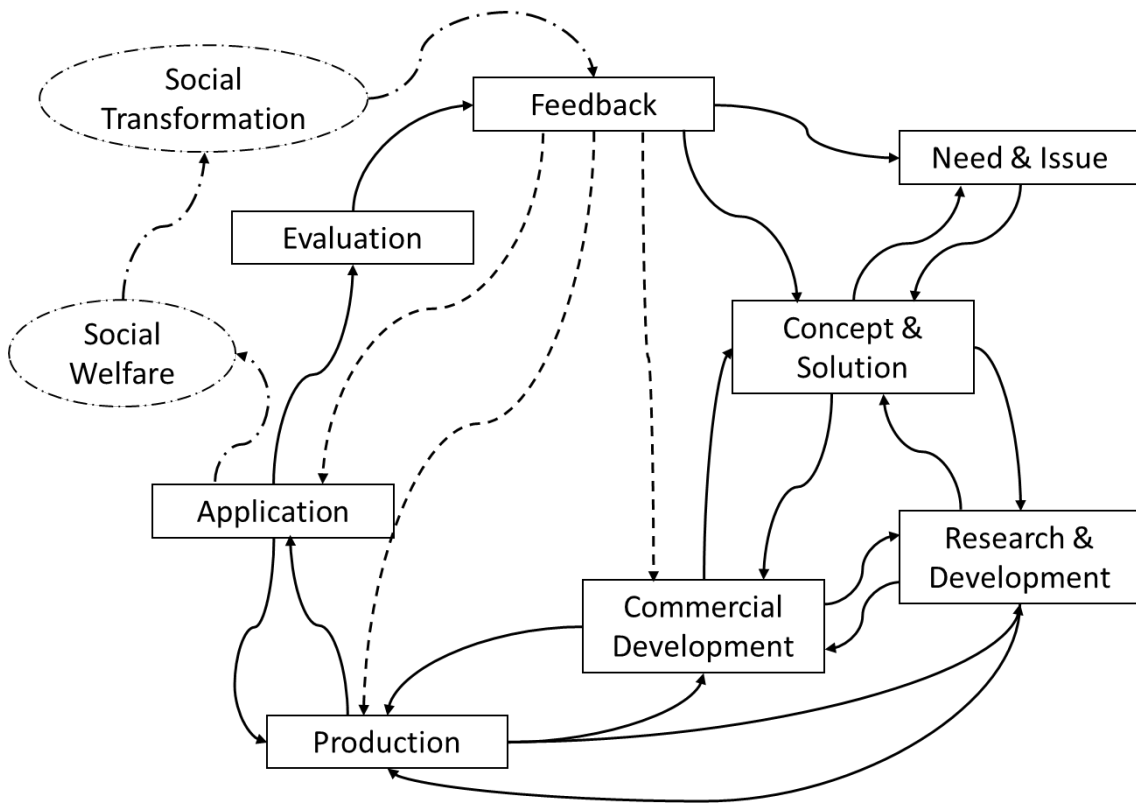 Social
Transformation
Feedback
Need & Issue
Evaluation
Social
Welfare
Concept &
Solution
Application
Research &
Development
Commercial
Development
Production